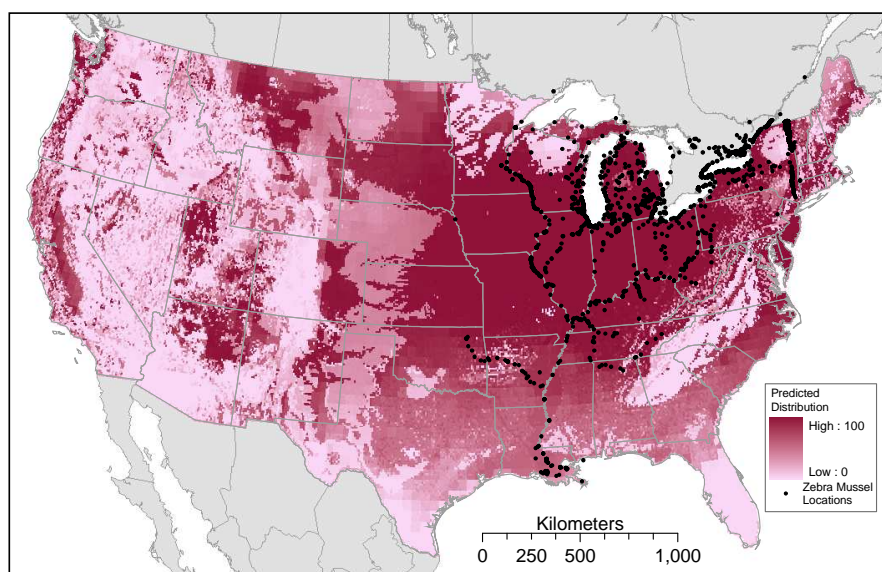 Predicted
Distribution
High : 100
Low : 0
Zebra Mussel
Locations
Kilometers
0 250 500 1,000